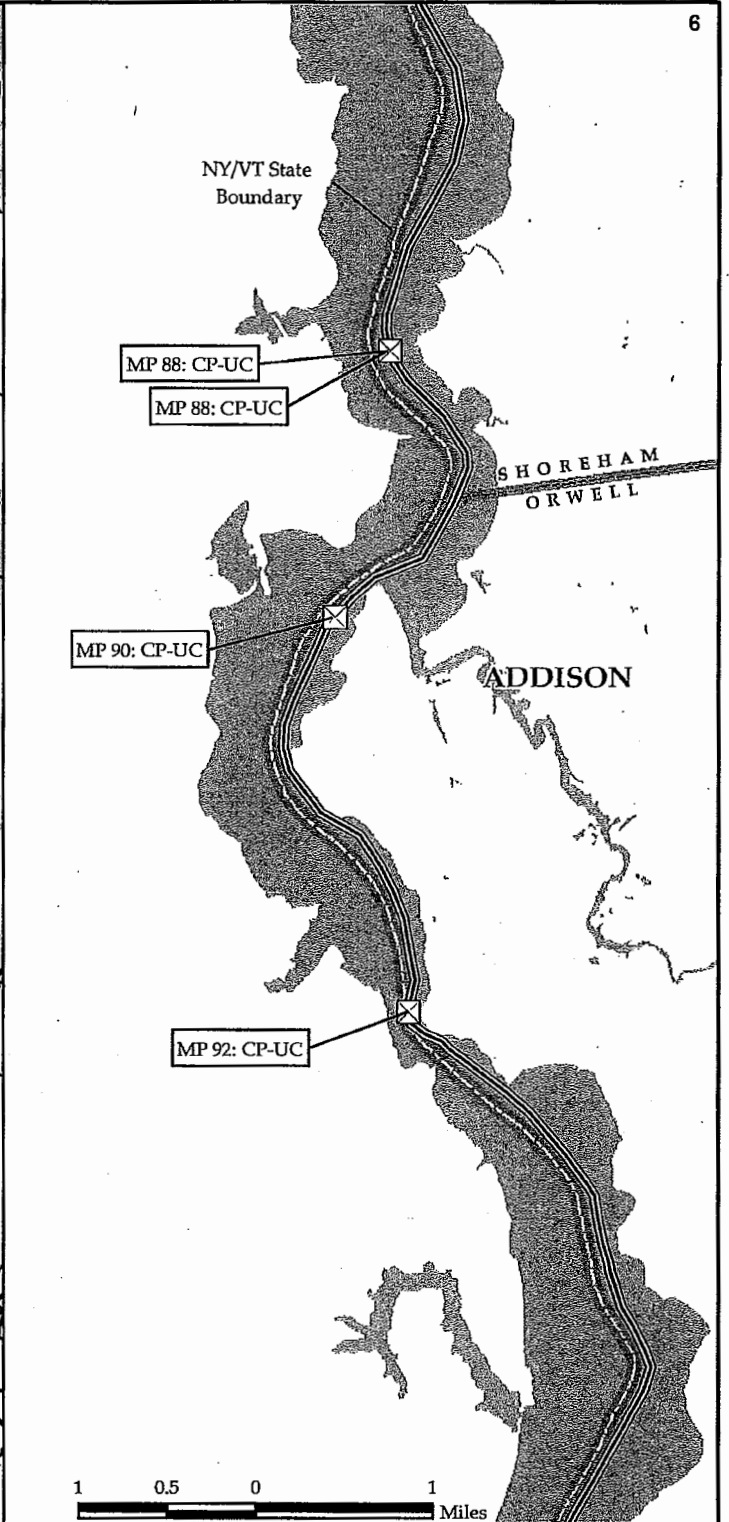 6
NY/VT State
Boundary
MP 88: CP-UC
MP 88: CP-UC
SHOREHAM
ORWELL
MP 90: CP-UC
ADDISON
MP 92: CP-UC
1 0.5 0 1
Miles